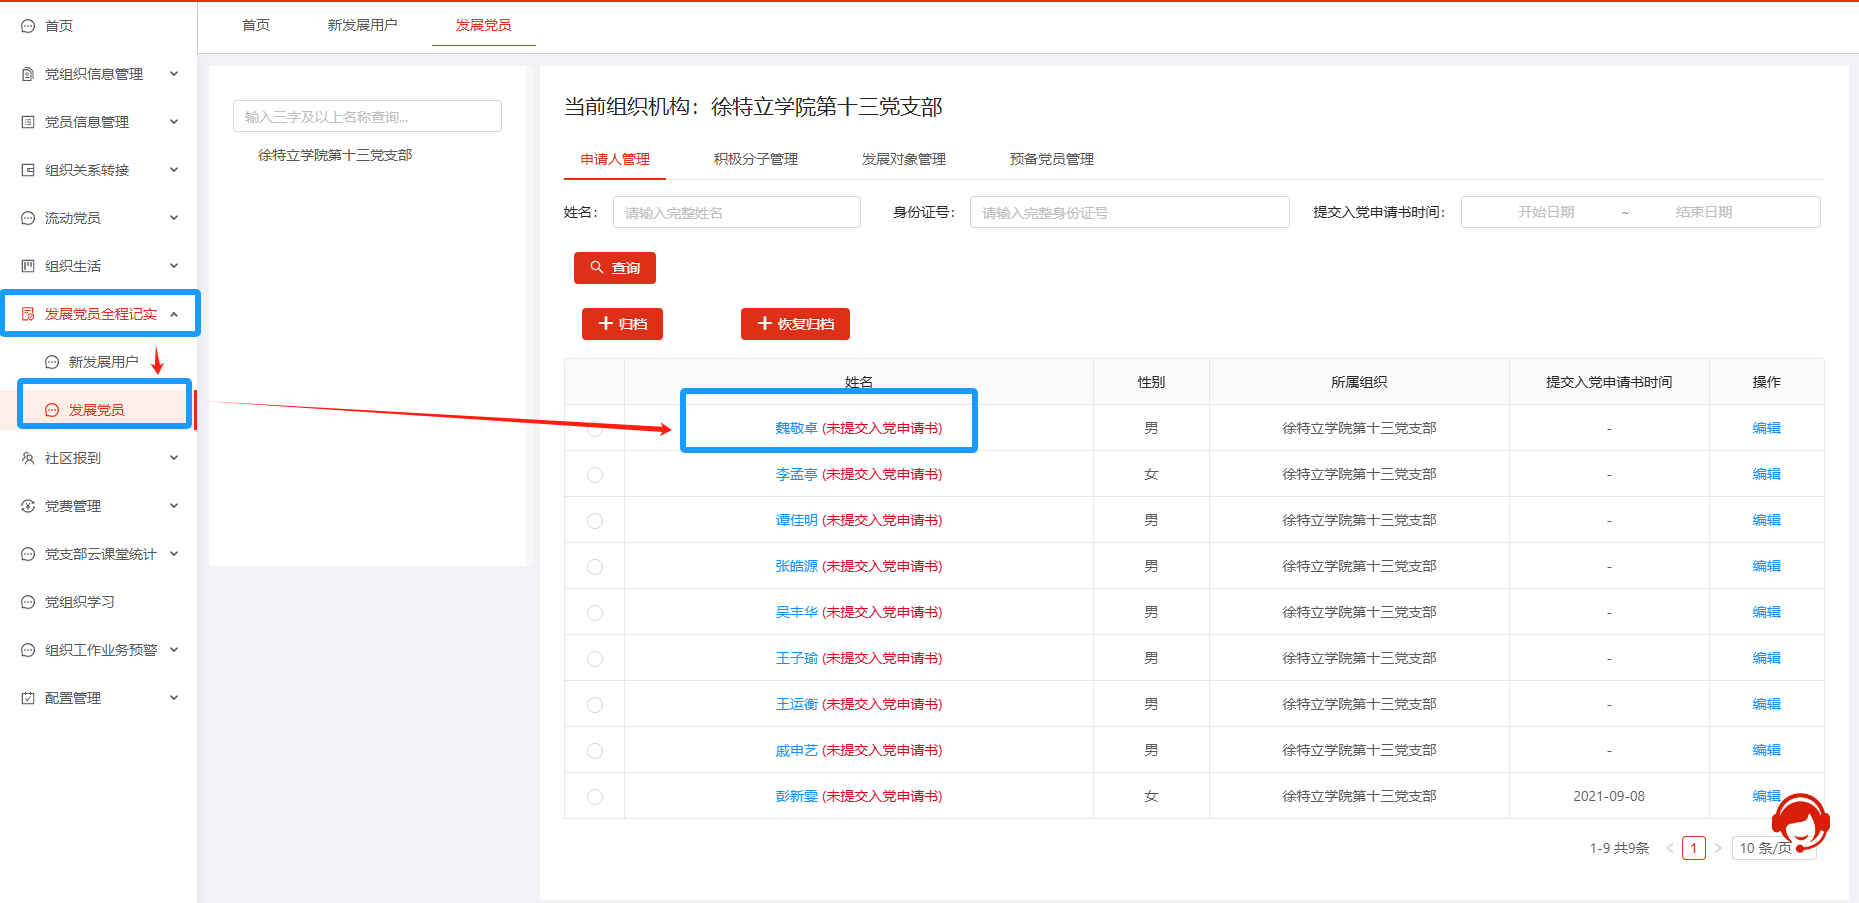 首页
党组织信息管理
党员信息管理
组织关系转接
流动党员
组织生活
发展党员全程记实
新发展用户
发展党员
社区报到
党费管理
党支部云课堂统计
党组织学习
组织工作业务预警
配置管理
首页 新发展用户 发展党员
输入三字及以上名称查询...
徐特立学院第十三党支部
当前组织机构：徐特立学院第十三党支部
申请人管理 积极分子管理 发展对象管理 预备党员管理
姓名： 请输入完整姓名 身份证号： 请输入完整身份证号 提交入党申请书时间： 开始日期 ~ 结束日期
查询
归档 恢复归档
姓名 性别 所属组织 提交入党申请书时间 操作
魏敬卓 (未提交入党申请书) 男 徐特立学院第十三党支部 - 编辑
李孟亭 (未提交入党申请书) 女 徐特立学院第十三党支部 - 编辑
谭佳明 (未提交入党申请书) 男 徐特立学院第十三党支部 - 编辑
张皓源 (未提交入党申请书) 男 徐特立学院第十三党支部 - 编辑
吴丰华 (未提交入党申请书) 男 徐特立学院第十三党支部 - 编辑
王子瑜 (未提交入党申请书) 男 徐特立学院第十三党支部 - 编辑
王运衡 (未提交入党申请书) 男 徐特立学院第十三党支部 - 编辑
戚申艺 (未提交入党申请书) 男 徐特立学院第十三党支部 - 编辑
彭新雯 (未提交入党申请书) 女 徐特立学院第十三党支部 2021-09-08 编辑
1-9 共9条 < 1 > 10 条/页